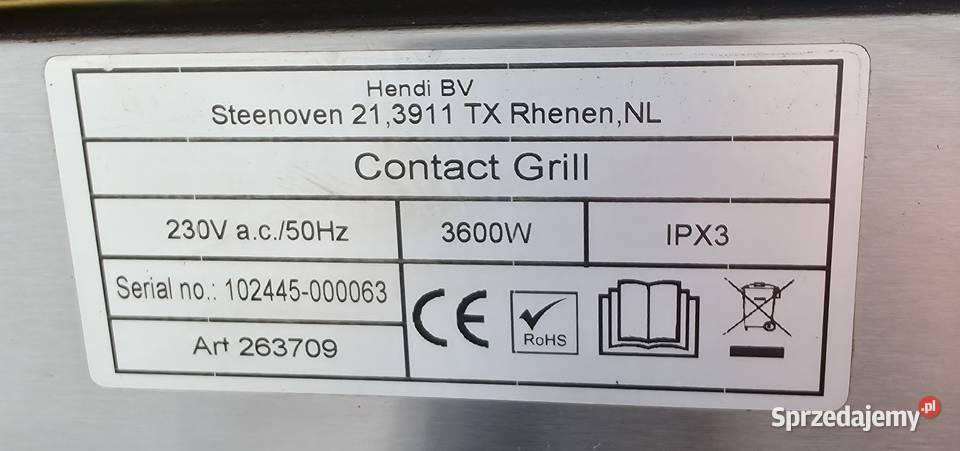 Hendi BV
Steenoven 21,3911 TX Rhenen,NL
Contact Grill
230V a.c./50Hz
3600W
IPX3
Serial no.: 102445-000063
CE
RoHS
Art 263709
Sprzedajemy.pl